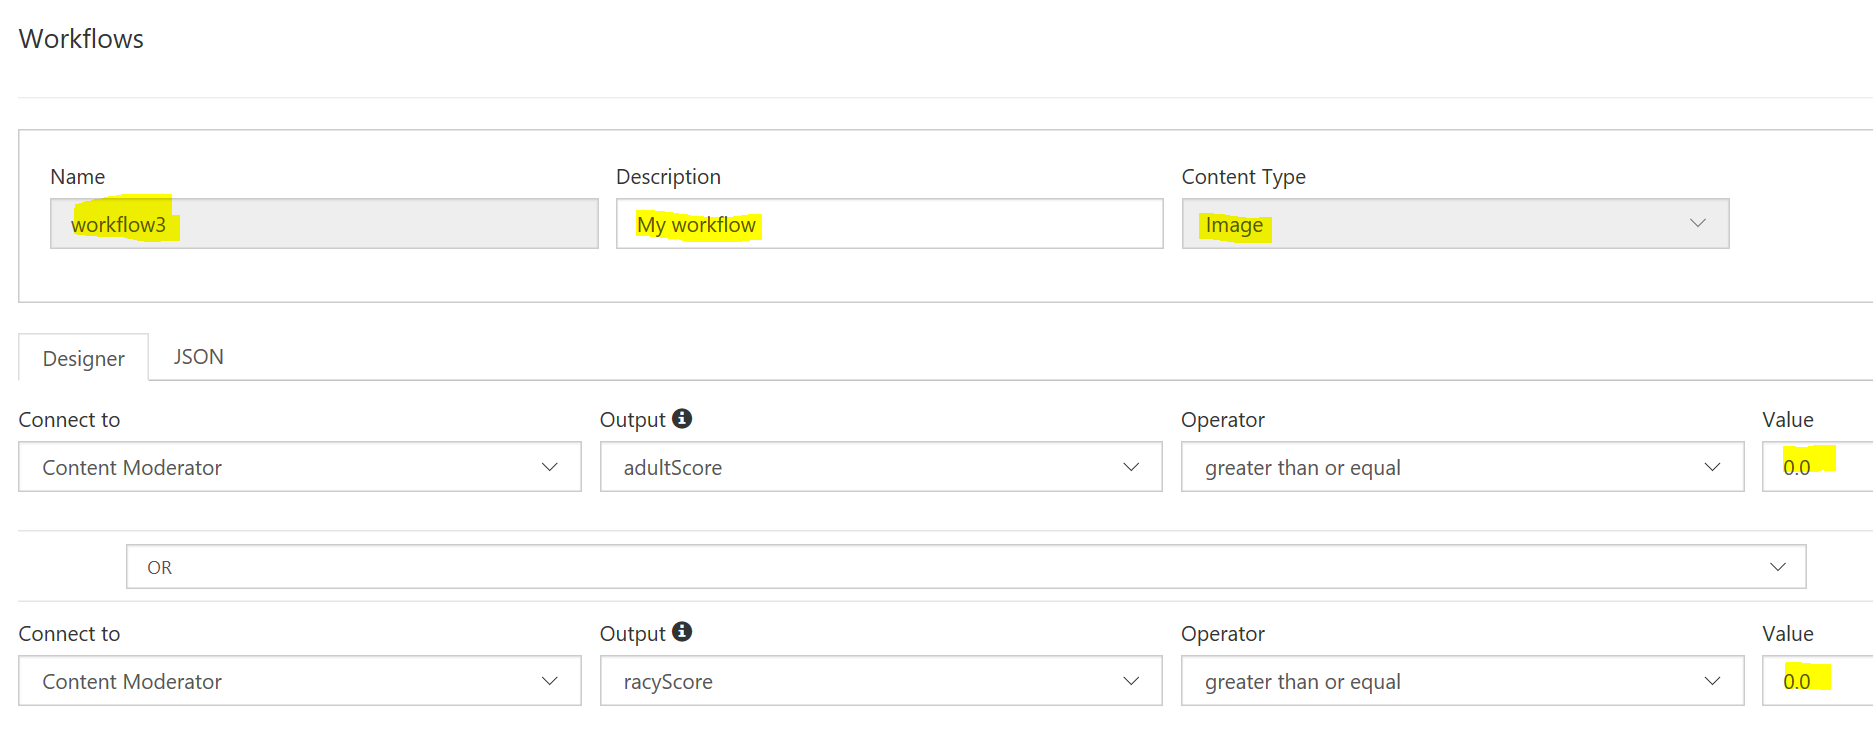 Workflows
Name Description Content Type
workflow3 My workflow Image
Designer JSON
Connect to Output Operator Value
Content Moderator adultScore greater than or equal 0.0
OR
Connect to Output Operator Value
Content Moderator racyScore greater than or equal 0.0